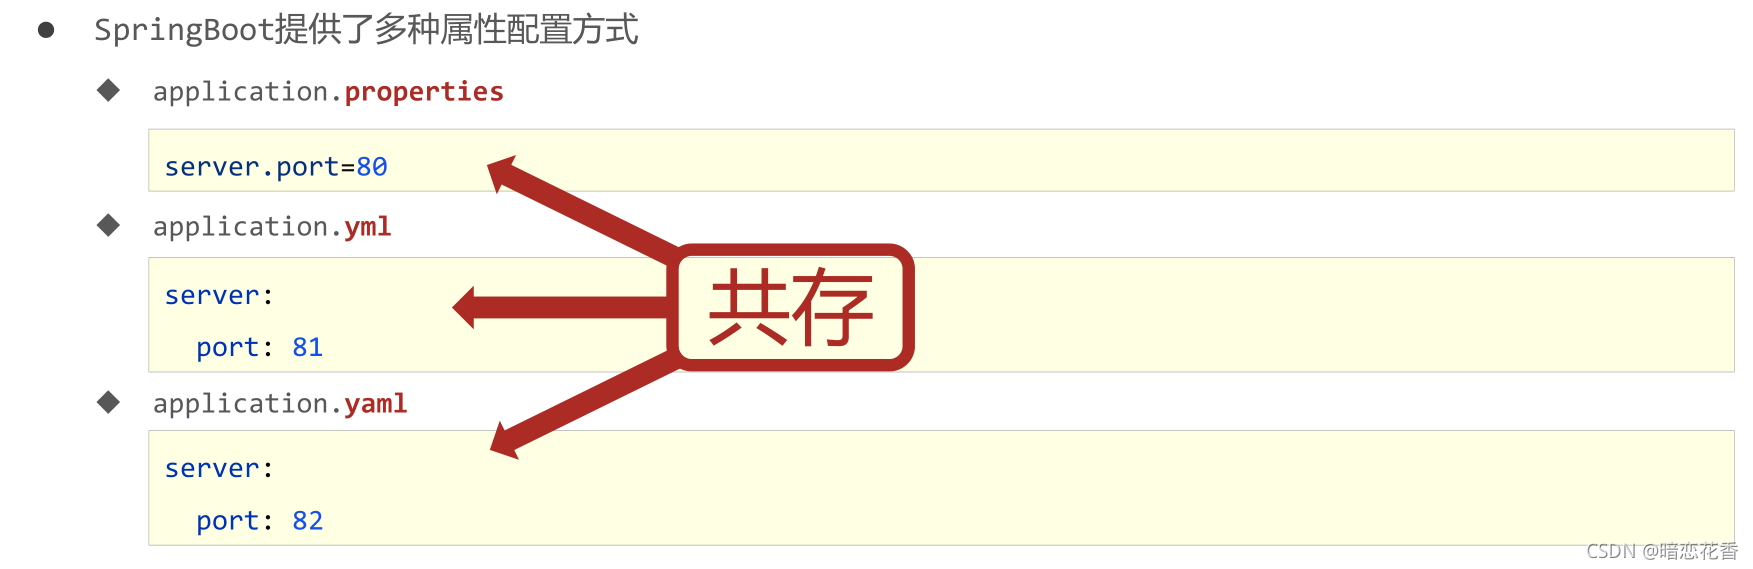 SpringBoot提供了多种属性配置方式
application.properties
server.port=80
application.yml
server:
port: 81
共存
application.yaml
server:
port: 82
CSDN @暗恋花香